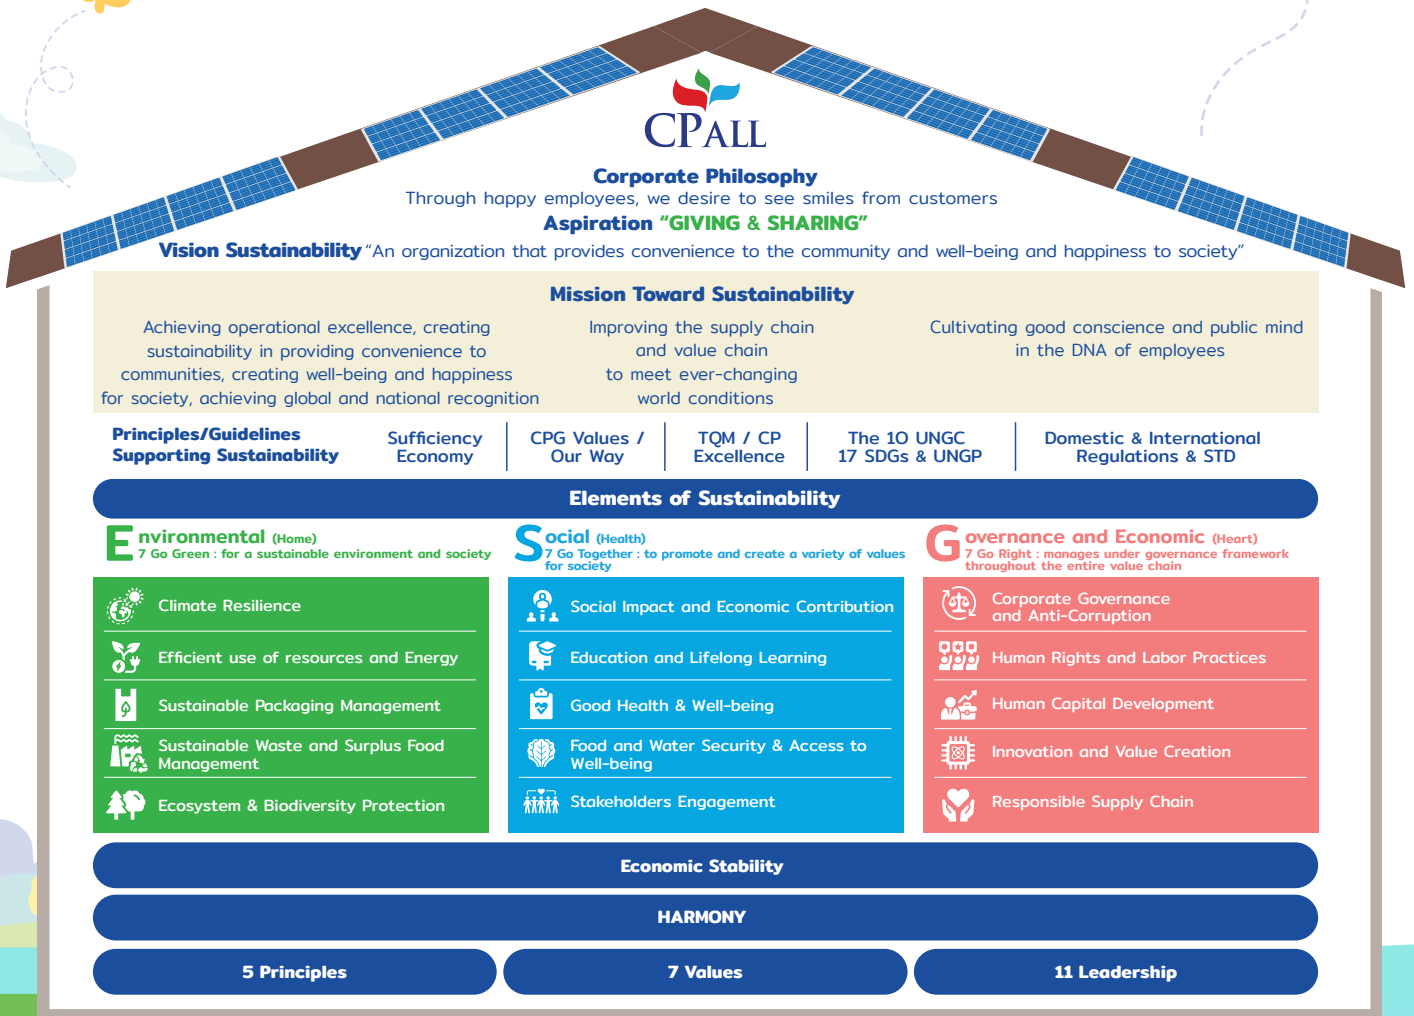 CPALL
Corporate Philosophy
Through happy employees, we desire to see smiles from customers
Aspiration “GIVING & SHARING”
Vision Sustainability “An organization that provides convenience to the community and well-being and happiness to society”
Mission Toward Sustainability
Achieving operational excellence, creating
sustainability in providing convenience to
communities, creating well-being and happiness
for society, achieving global and national recognition
Improving the supply chain
and value chain
to meet ever-changing
world conditions
Cultivating good conscience and public mind
in the DNA of employees
Principles/Guidelines
Supporting Sustainability
Sufficiency
Economy
CPG Values /
Our Way
TQM / CP
Excellence
The 10 UNGC
17 SDGs & UNGP
Domestic & International
Regulations & STD
Elements of Sustainability
Environmental (Home)
7 Go Green : for a sustainable environment and society
Climate Resilience
Efficient use of resources and Energy
Sustainable Packaging Management
Sustainable Waste and Surplus Food
Management
Ecosystem & Biodiversity Protection
Social (Health)
7 Go Together : to promote and create a variety of values
for society
Social Impact and Economic Contribution
Education and Lifelong Learning
Good Health & Well-being
Food and Water Security & Access to
Well-being
Stakeholders Engagement
Governance and Economic (Heart)
7 Go Right : manages under governance framework
throughout the entire value chain
Corporate Governance
and Anti-Corruption
Human Rights and Labor Practices
Human Capital Development
Innovation and Value Creation
Responsible Supply Chain
Economic Stability
HARMONY
5 Principles
7 Values
11 Leadership